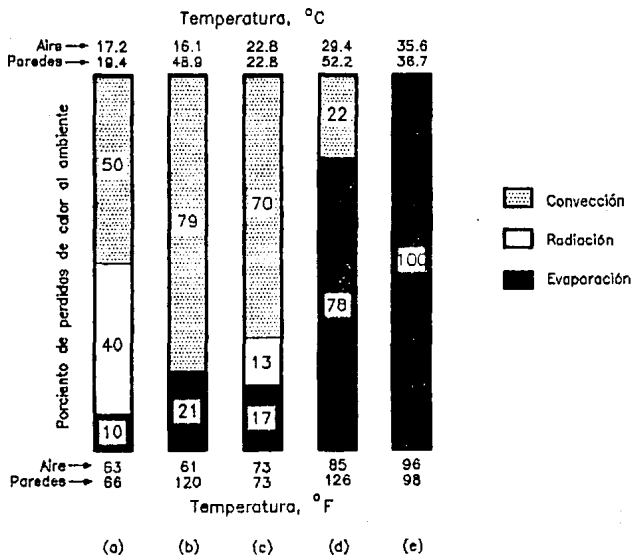 Temperatura, °C
Aire → 17.2 16.1 22.8 29.4 35.6
Paredes → 19.4 48.9 22.8 52.2 36.7
Porciento de perdidas de calor al ambiente
50
40
10
79
21
70
13
17
22
78
100
Convección
Radiación
Evaporación
Aire → 63 61 73 85 96
Paredes → 66 120 73 126 98
Temperatura, °F
(a) (b) (c) (d) (e)